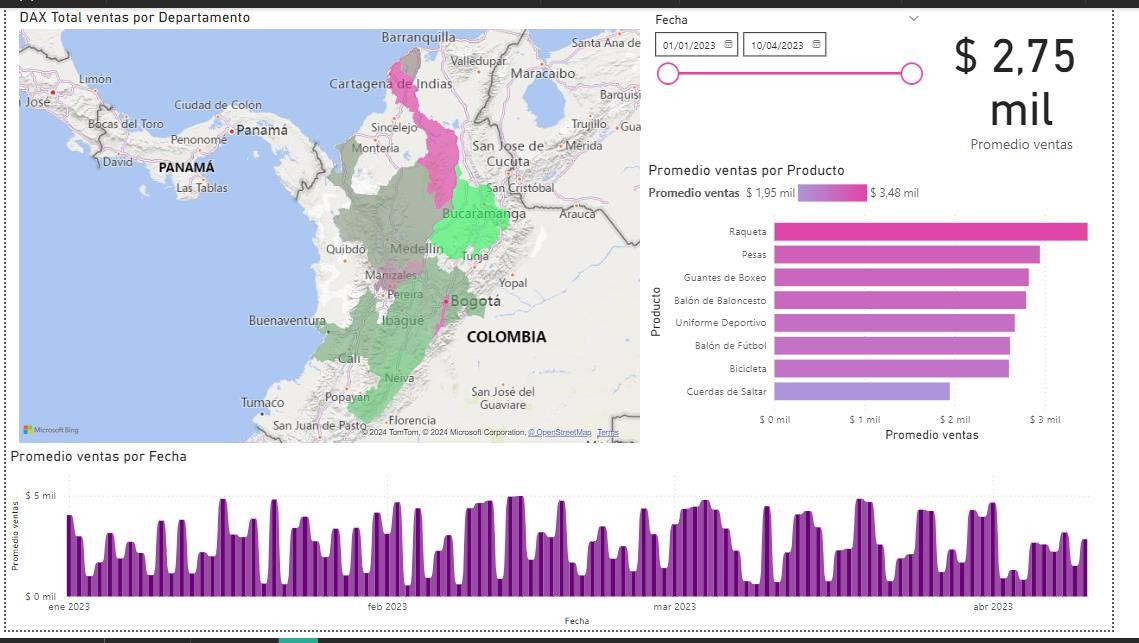 DAX Total ventas por Departamento
Barranquilla
Santa Ana de
Valledupar
Maracaibo
Limón
Cartagena de Indias
José
Ciudad de Colón
Bocas del Toro
Panamá
Penonomé
Sincelejo
Trujillo
Gua
Montería
San Jose de
Cucuta
Mérida
David
PANAMÁ
Las Tablas
San Cristóbal
Bucaramanga
Arauca
Quibdó
Medellín
Tunja
Manizales
Yopal
Pereira
Bogotá
Buenaventura
Ibagué
COLOMBIA
Cali
Neiva
San José del
Guaviare
Popayán
Tumaco
Florencia
San Juan de Pasto
Microsoft Bing
© 2024 TomTom, © 2024 Microsoft Corporation, © OpenStreetMap Terms
Fecha
01/01/2023
10/04/2023
$ 2,75
mil
Promedio ventas
Promedio ventas por Producto
Promedio ventas $ 1,95 mil $ 3,48 mil
Producto
Raqueta
Pesas
Guantes de Boxeo
Balón de Baloncesto
Uniforme Deportivo
Balón de Fútbol
Bicicleta
Cuerdas de Saltar
$ 0 mil $ 1 mil $ 2 mil $ 3 mil
Promedio ventas
Promedio ventas por Fecha
Promedio ventas
$ 5 mil
$ 0 mil
ene 2023 feb 2023 mar 2023 abr 2023
Fecha